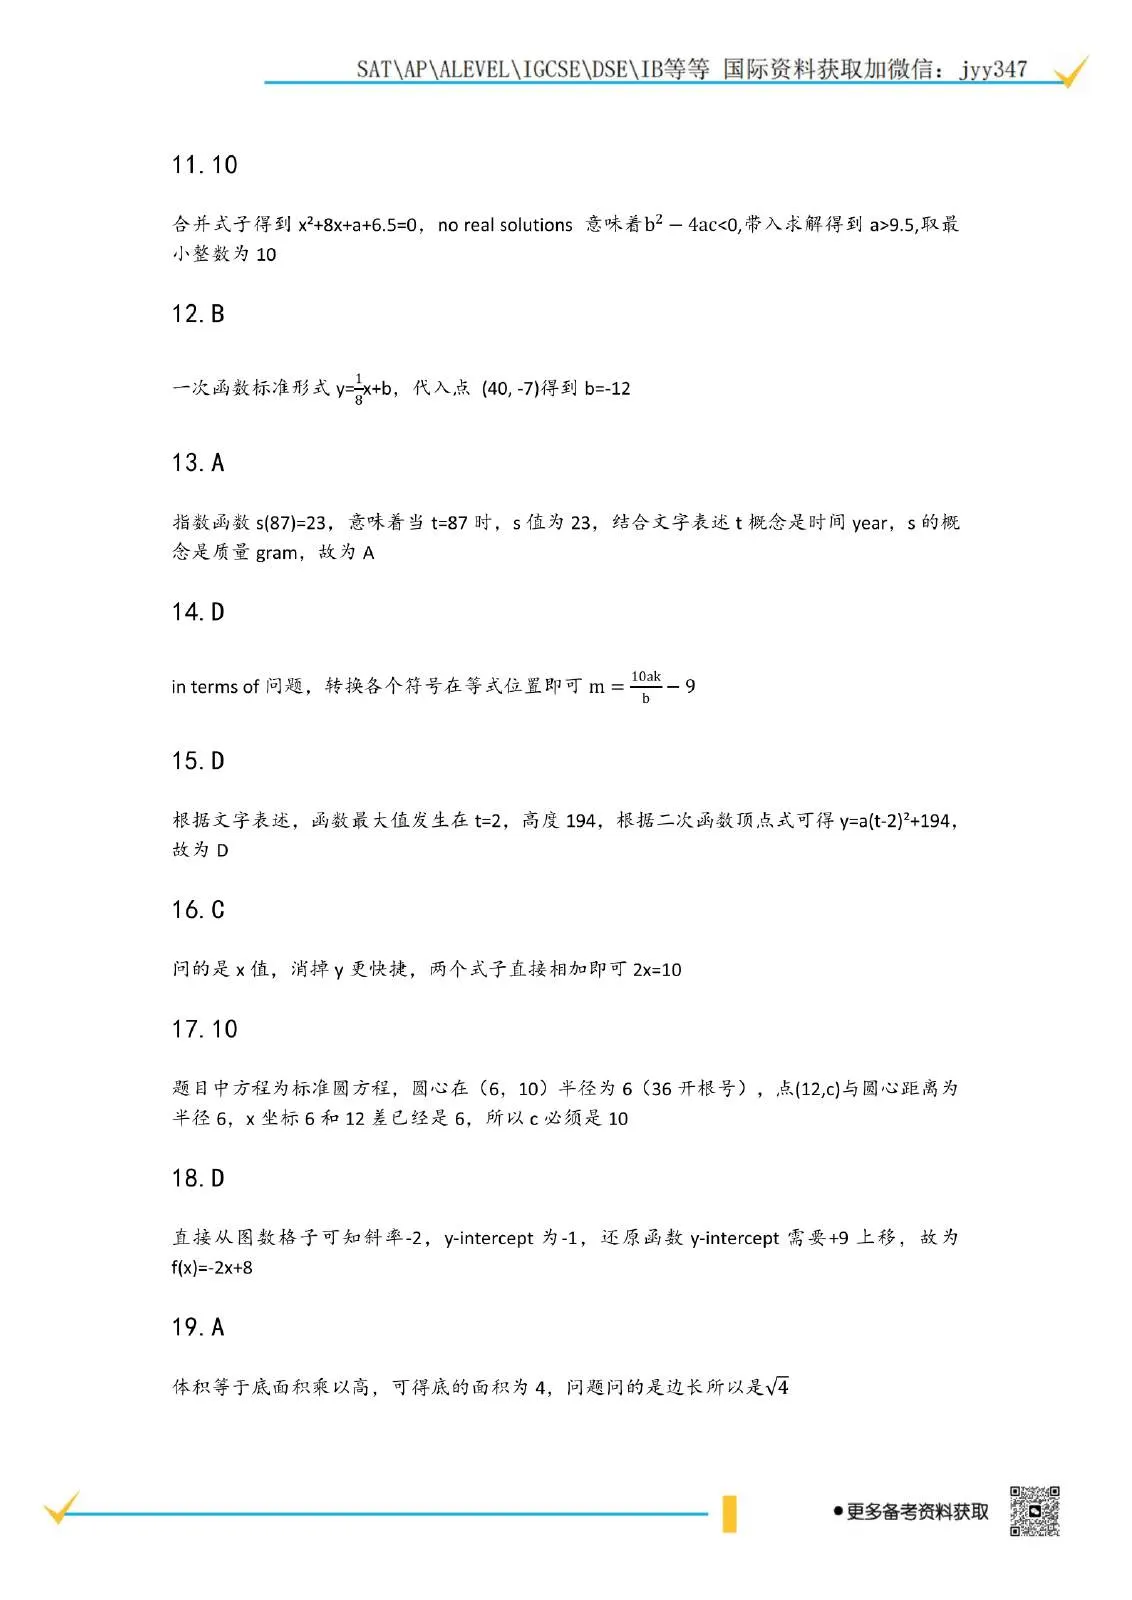 SAT\AP\ALEVEL\IGCSE\DSE\IB等等 国际资料获取加微信：jyy347
11. 10
合并式子得到 x²+8x+a+6.5=0，no real solutions 意味着b² − 4ac<0,带入求解得到 a>9.5,取最
小整数为 10
12. B
一次函数标准形式 y=1/8x+b，代入点 (40, -7)得到 b=-12
13. A
指数函数 s(87)=23，意味着当 t=87 时，s 值为 23，结合文字表述 t 概念是时间 year，s 的概
念是质量 gram，故为 A
14. D
in terms of 问题，转换各个符号在等式位置即可 m = 10ak/b − 9
15. D
根据文字表述，函数最大值发生在 t=2，高度 194，根据二次函数顶点式可得 y=a(t-2)²+194，
故为 D
16. C
问的是 x 值，消掉 y 更快捷，两个式子直接相加即可 2x=10
17. 10
题目中方程为标准圆方程，圆心在（6，10）半径为 6（36 开根号），点(12,c)与圆心距离为
半径 6，x 坐标 6 和 12 差已经是 6，所以 c 必须是 10
18. D
直接从图数格子可知斜率-2，y-intercept 为-1，还原函数 y-intercept 需要+9 上移，故为
f(x)=-2x+8
19. A
体积等于底面积乘以高，可得底的面积为 4，问题问的是边长所以是√4
●更多备考资料获取